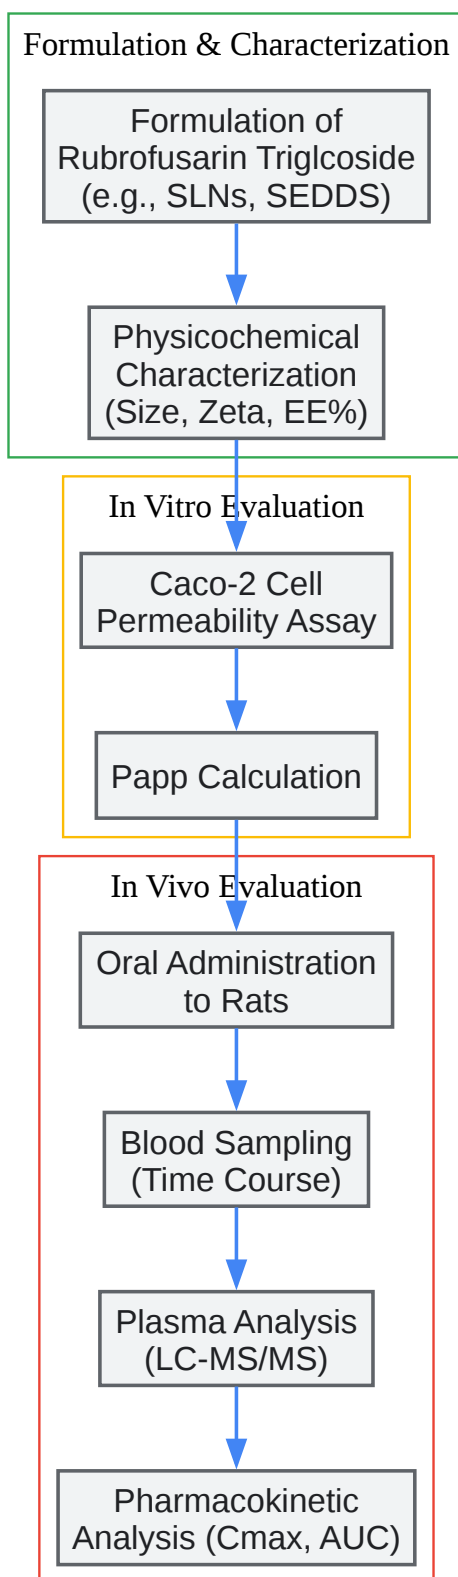 Formulation & Characterization
Formulation of
Rubrofusarin Triglcoside
(e.g., SLNs, SEDDS)
Physicochemical
Characterization
(Size, Zeta, EE%)
In Vitro Evaluation
Caco-2 Cell
Permeability Assay
Papp Calculation
In Vivo Evaluation
Oral Administration
to Rats
Blood Sampling
(Time Course)
Plasma Analysis
(LC-MS/MS)
Pharmacokinetic
Analysis (Cmax, AUC)